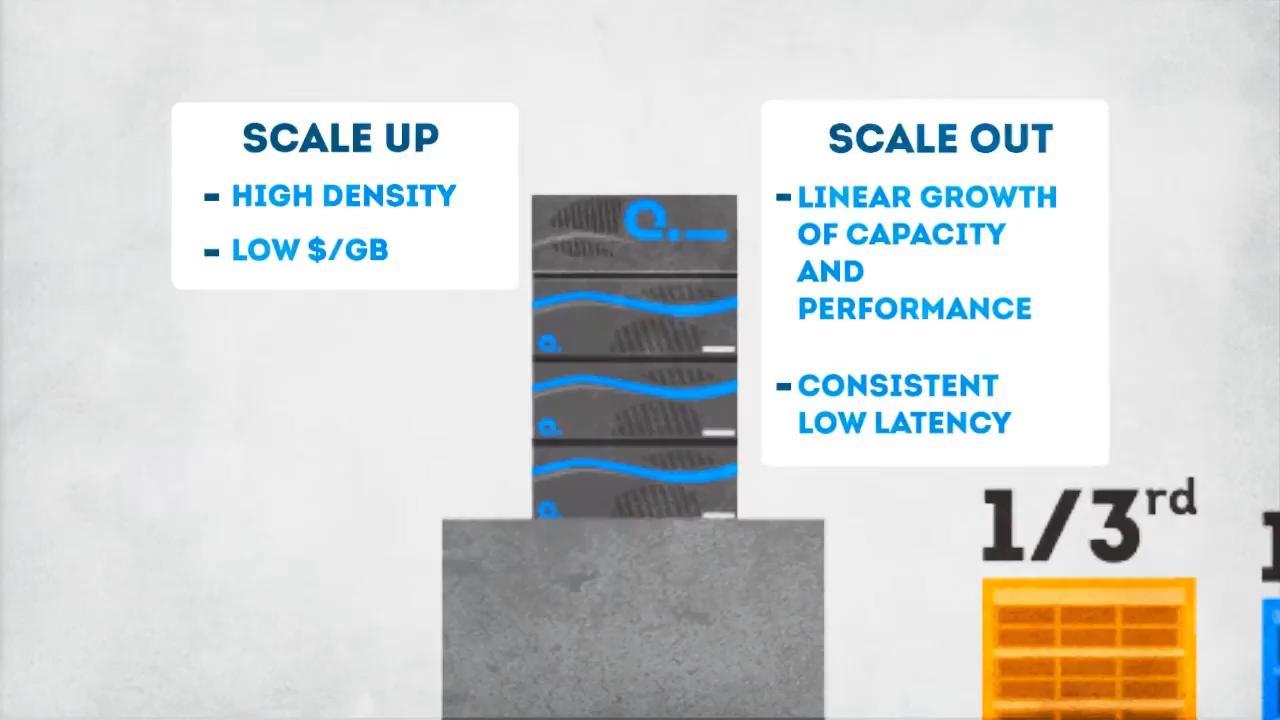 SCALE UP
- HIGH DENSITY
- LOW $/GB
SCALE OUT
- LINEAR GROWTH
OF CAPACITY
AND
PERFORMANCE
- CONSISTENT
LOW LATENCY
1/3rd